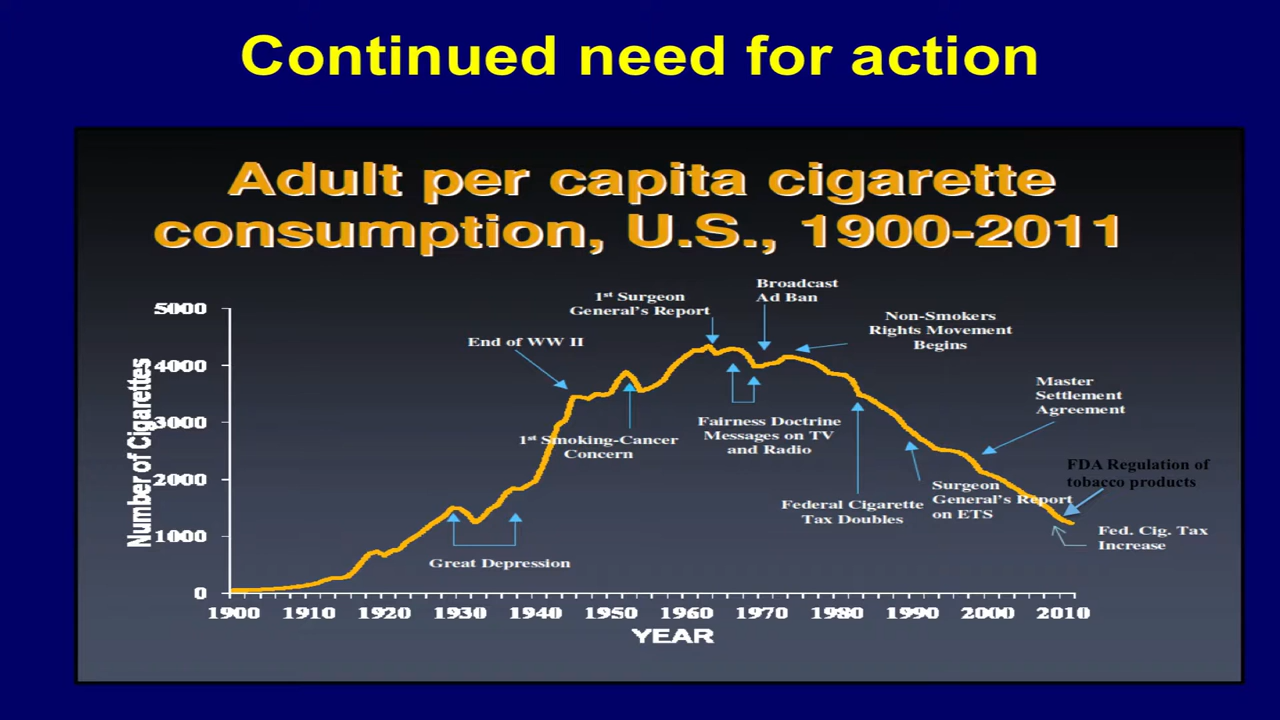 Continued need for action
Adult per capita cigarette
consumption, U.S., 1900-2011
Number of Cigarettes
5000
4000
3000
2000
1000
0
1900 1910 1920 1930 1940 1950 1960 1970 1980 1990 2000 2010
YEAR
End of WW II
1st Surgeon
General's Report
Broadcast
Ad Ban
Non-Smokers
Rights Movement
Begins
Master
Settlement
Agreement
FDA Regulation of
tobacco products
Great Depression
1st Smoking-Cancer
Concern
Fairness Doctrine
Messages on TV
and Radio
Federal Cigarette
Tax Doubles
Surgeon
General's Report
on ETS
Fed. Cig. Tax
Increase